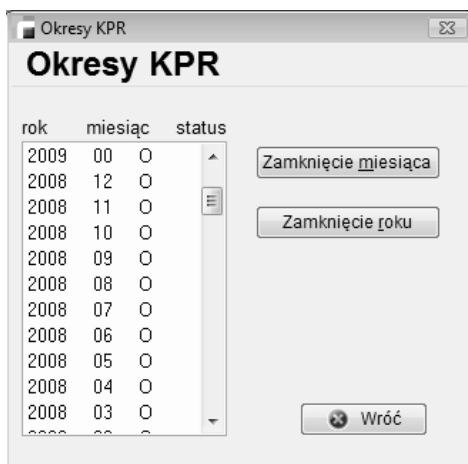 Okresy KPR
Okresy KPR
rok miesiąc status
2009 00 O
2008 12 O
2008 11 O
2008 10 O
2008 09 O
2008 08 O
2008 07 O
2008 06 O
2008 05 O
2008 04 O
2008 03 O
Zamknięcie miesiąca
Zamknięcie roku
Wróć